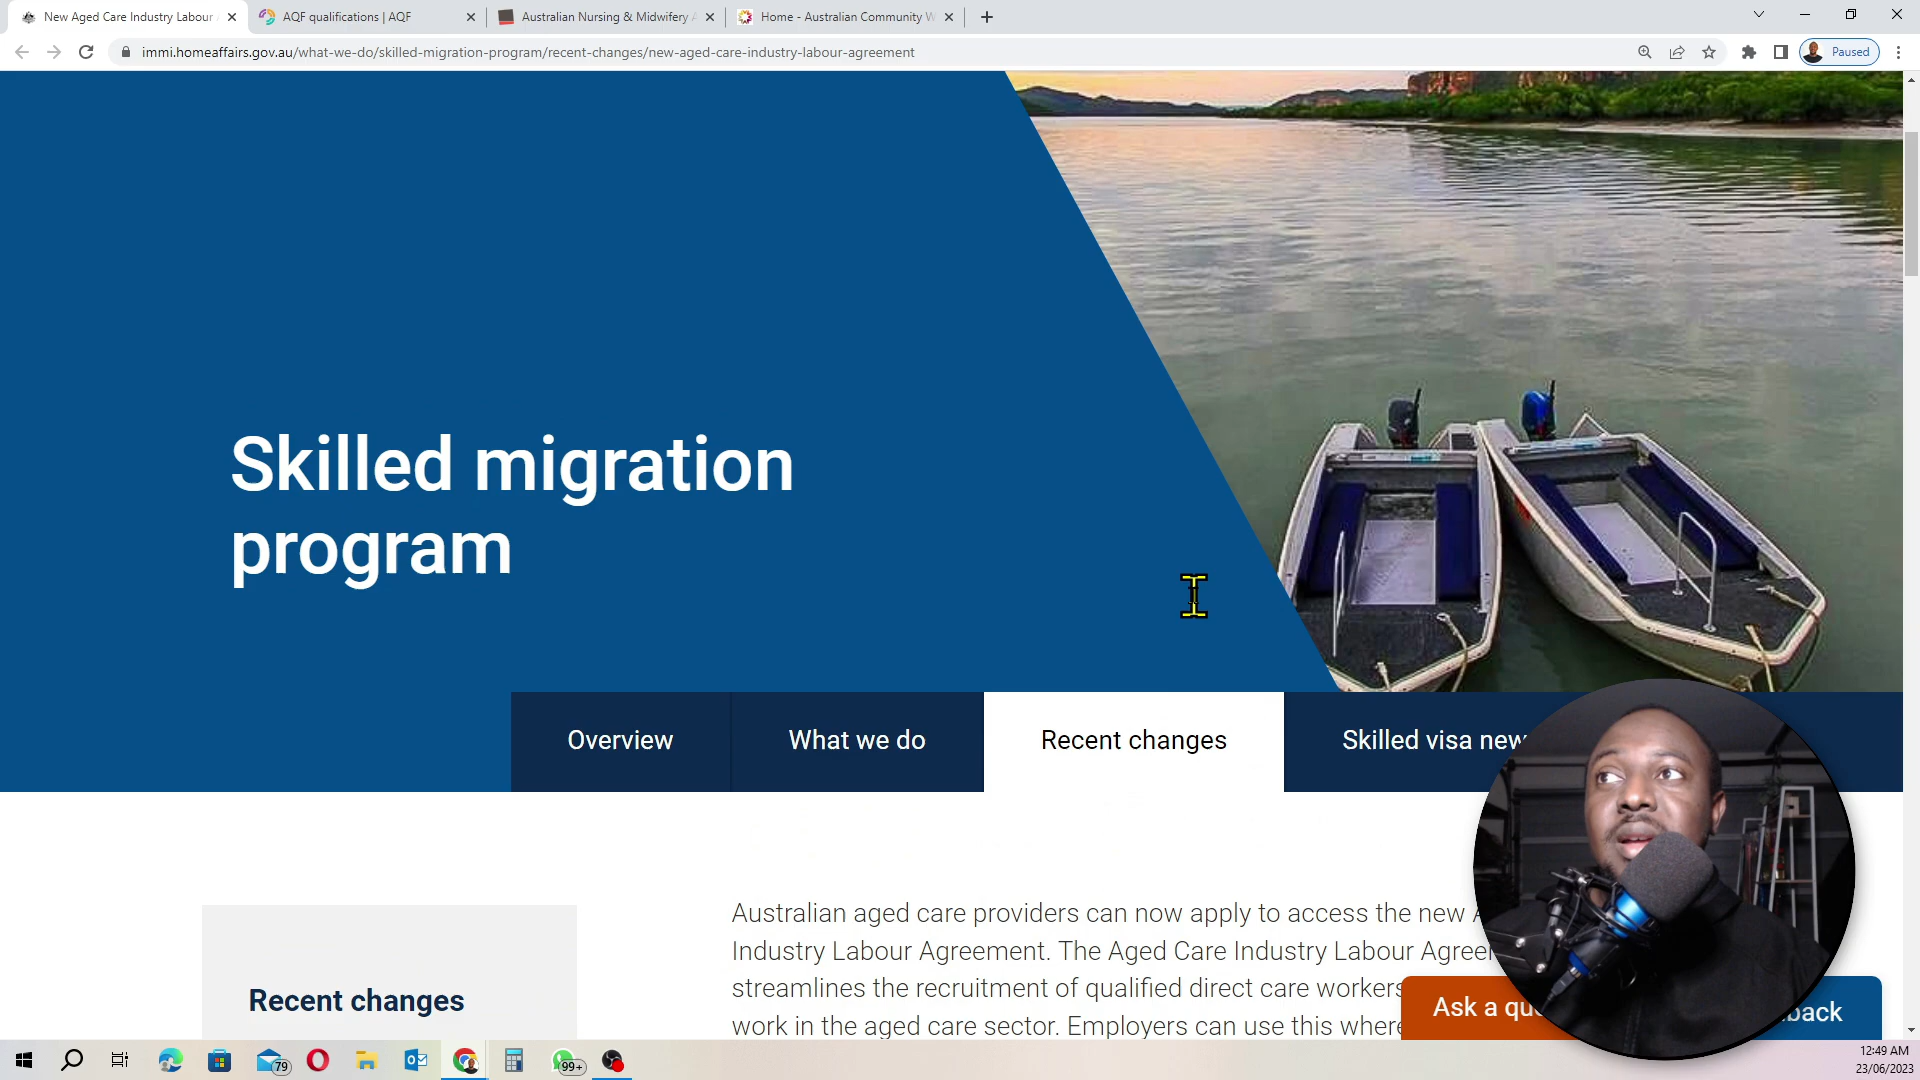 New Aged Care Industry Labour
AQF qualifications | AQF
Australian Nursing & Midwifery
Home - Australian Community W
immi.homeaffairs.gov.au/what-we-do/skilled-migration-program/recent-changes/new-aged-care-industry-labour-agreement
Paused
Skilled migration
program
Overview
What we do
Recent changes
Skilled visa new
Australian aged care providers can now apply to access the new A
Industry Labour Agreement. The Aged Care Industry Labour Agree
streamlines the recruitment of qualified direct care workers
work in the aged care sector. Employers can use this where
Recent changes
Ask a que
back
79
99+
12:49 AM
23/06/2023